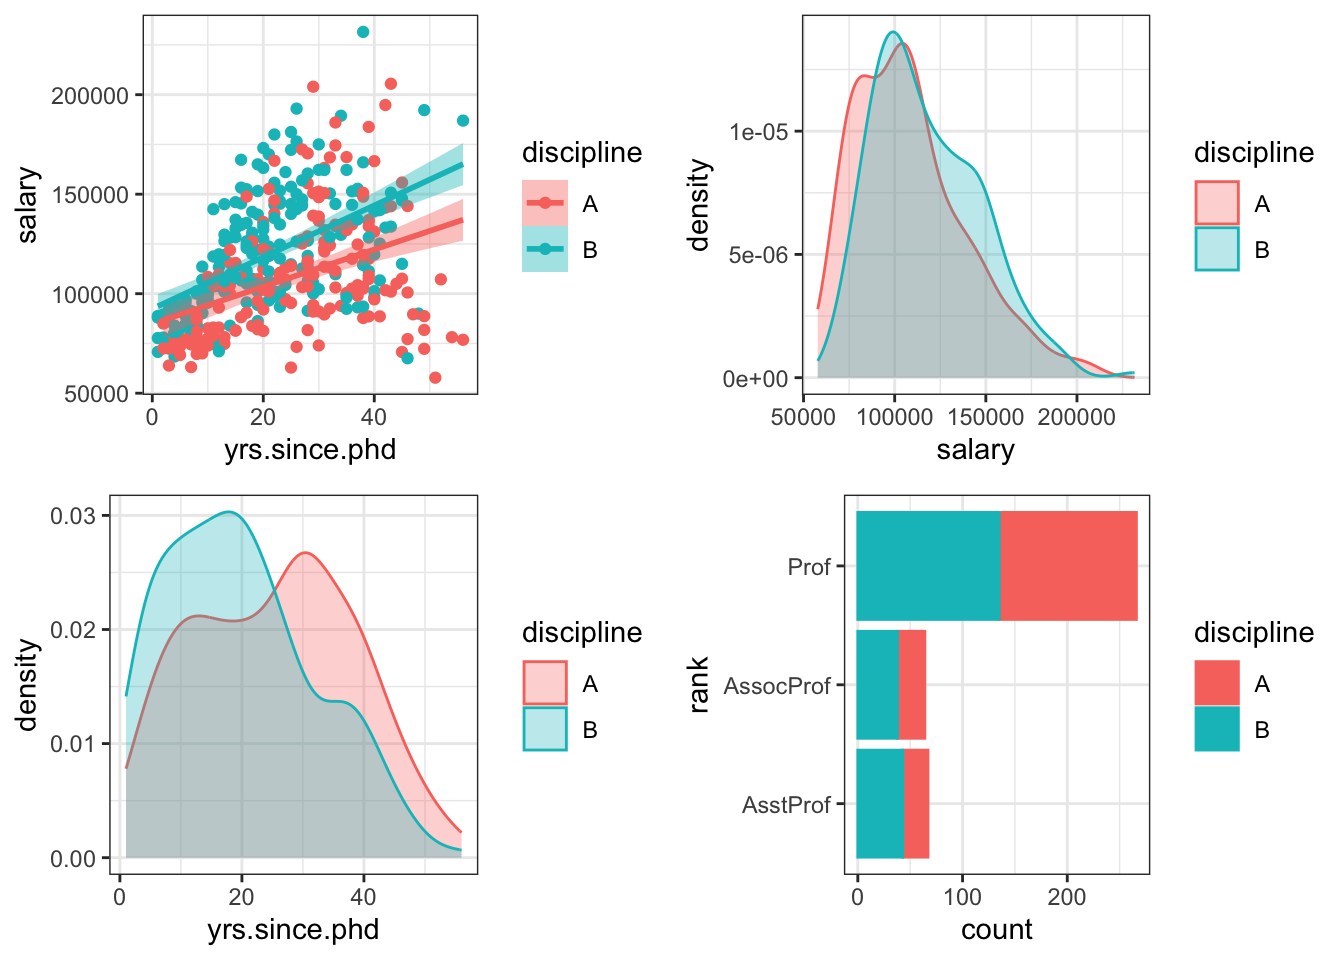 200000
150000
100000
50000
salary
0
20
40
yrs.since.phd
discipline
A
B
1e-05
5e-06
0e+00
density
50000
100000
150000
200000
salary
discipline
A
B
0.03
0.02
0.01
0.00
density
0
20
40
yrs.since.phd
discipline
A
B
Prof
AssocProf
AsstProf
rank
0
100
200
count
discipline
A
B